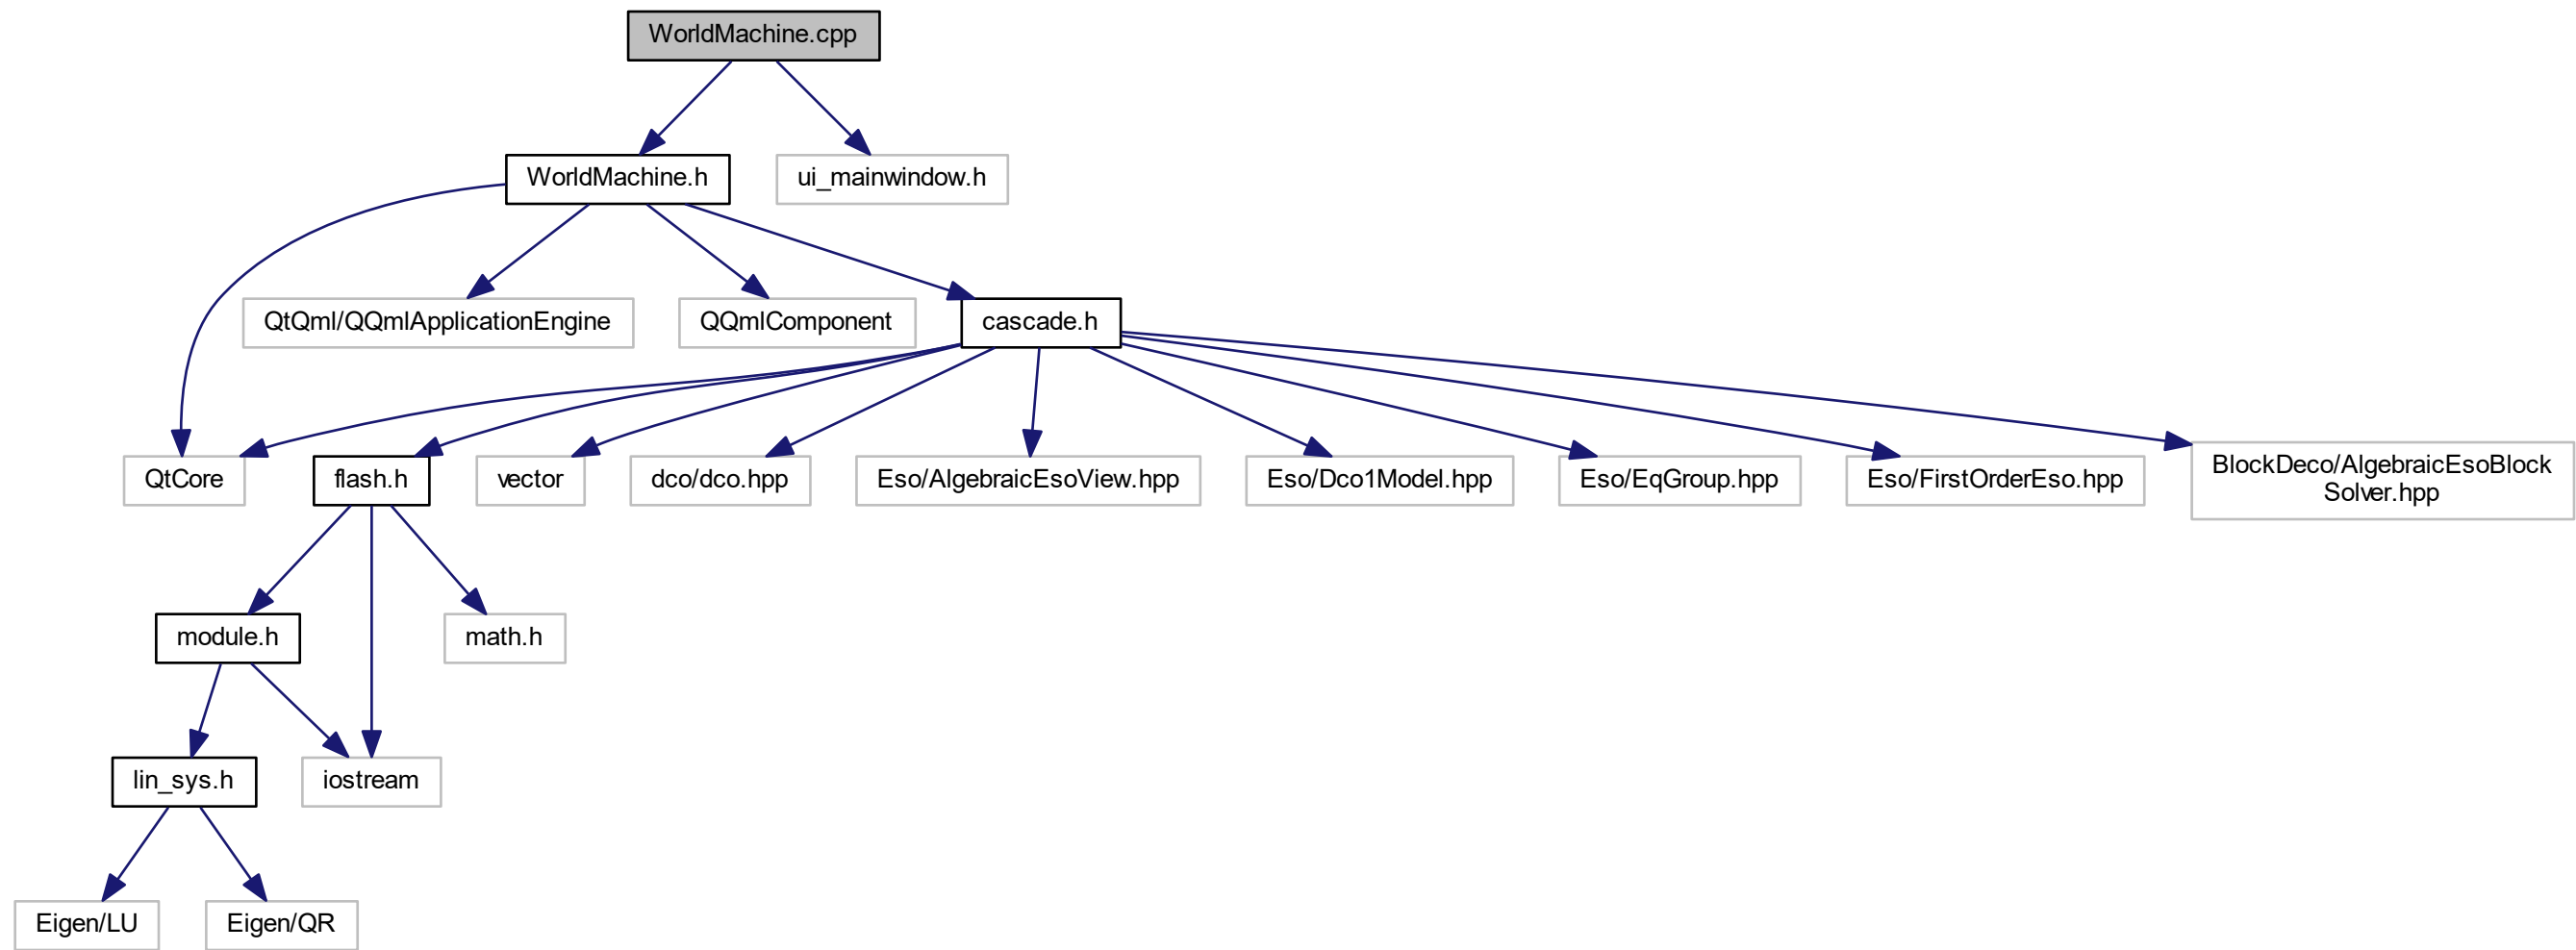 WorldMachine.cpp
WorldMachine.h
ui_mainwindow.h
QtQml/QQmlApplicationEngine
QQmlComponent
cascade.h
QtCore
flash.h
vector
dco/dco.hpp
Eso/AlgebraicEsoView.hpp
Eso/Dco1Model.hpp
Eso/EqGroup.hpp
Eso/FirstOrderEso.hpp
BlockDeco/AlgebraicEsoBlock
Solver.hpp
module.h
math.h
lin_sys.h
iostream
Eigen/LU
Eigen/QR